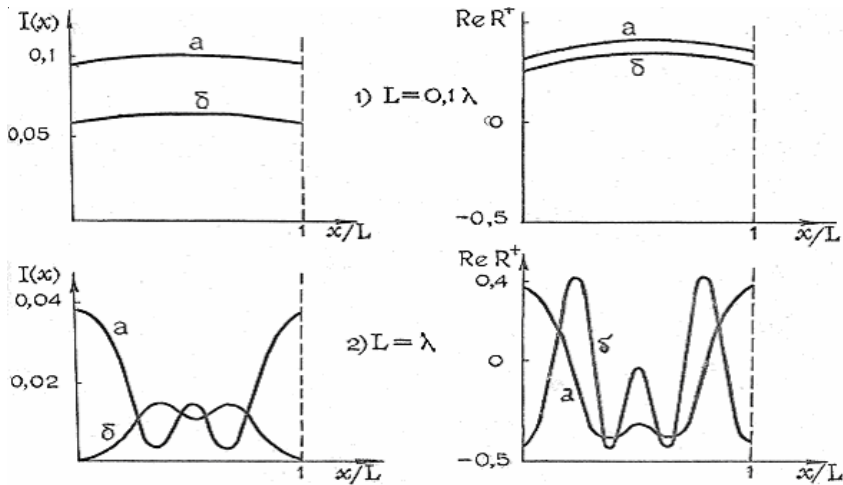 I(x)
0,1
0,05
a
δ
1
x/L
1) L=0,1λ
Re R⁺
0
-0,5
a
δ
1
x/L
I(x)
0,04
0,02
a
δ
1
x/L
2) L=λ
Re R⁺
0,4
0
-0,5
δ
a
1
x/L